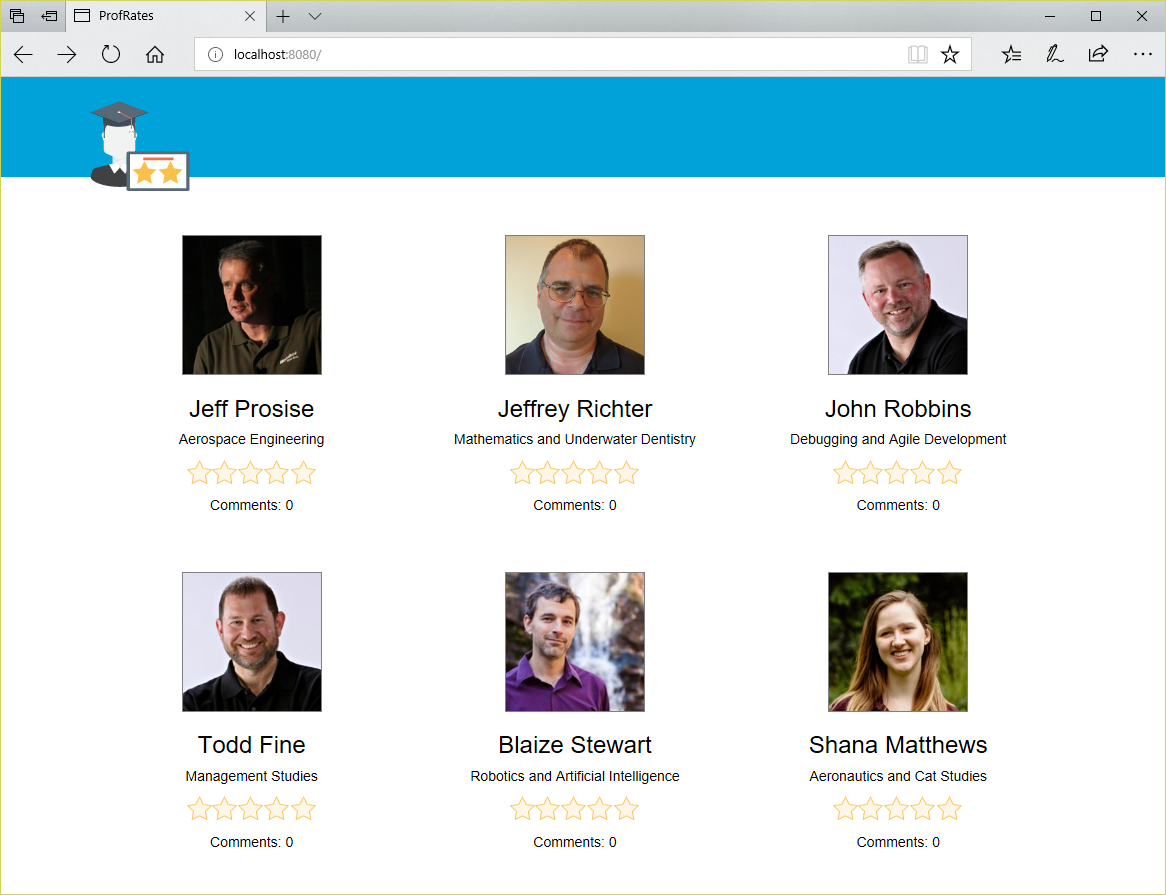 ProfRates
localhost:8080/
Jeff Prosise
Jeffrey Richter
John Robbins
Aerospace Engineering
Mathematics and Underwater Dentistry
Debugging and Agile Development
Comments: 0
Comments: 0
Comments: 0
Todd Fine
Blaize Stewart
Shana Matthews
Management Studies
Robotics and Artificial Intelligence
Aeronautics and Cat Studies
Comments: 0
Comments: 0
Comments: 0